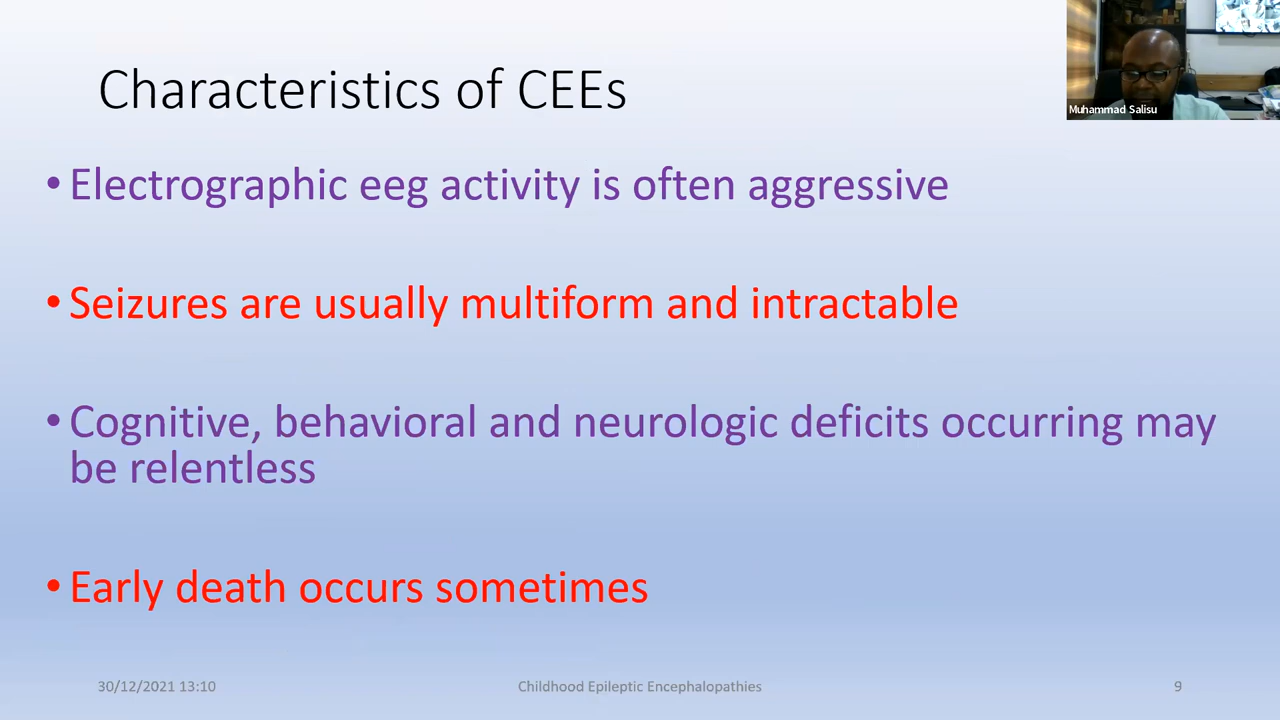 Characteristics of CEEs
Muhammad Salisu
• Electrographic eeg activity is often aggressive
• Seizures are usually multiform and intractable
• Cognitive, behavioral and neurologic deficits occurring may
be relentless
• Early death occurs sometimes
30/12/2021 13:10
Childhood Epileptic Encephalopathies
9